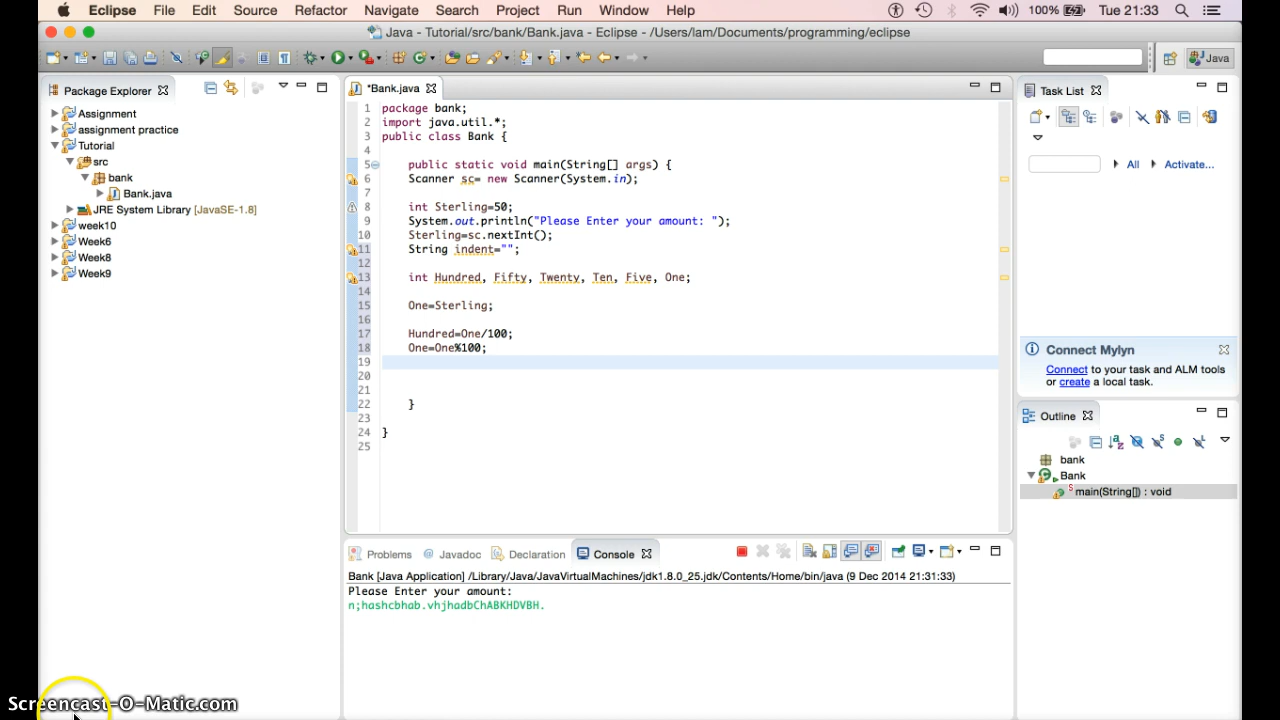 Eclipse File Edit Source Refactor Navigate Search Project Run Window Help 100% Tue 21:33
Java - Tutorial/src/bank/Bank.java - Eclipse - /Users/Iam/Documents/programming/eclipse
Java
Package Explorer
Assignment
assignment practice
Tutorial
src
bank
Bank.java
JRE System Library [JavaSE-1.8]
week10
Week6
Week8
Week9
*Bank.java
1 package bank;
2 import java.util.*;
3 public class Bank {
4
5 public static void main(String[] args) {
6 Scanner sc= new Scanner(System.in);
7
8 int Sterling=50;
9 System.out.println("Please Enter your amount: ");
10 Sterling=sc.nextInt();
11 String indent="";
12
13 int Hundred, Fifty, Twenty, Ten, Five, One;
14
15 One=Sterling;
16
17 Hundred=One/100;
18 One=One%100;
19
20
21
22 }
23
24 }
25
Task List
All Activate...
Connect Mylyn
Connect to your task and ALM tools
or create a local task.
Outline
bank
Bank
main(String[]) : void
Problems @ Javadoc Declaration Console
Bank [Java Application] /Library/Java/JavaVirtualMachines/jdk1.8.0_25.jdk/Contents/Home/bin/java (9 Dec 2014 21:31:33)
Please Enter your amount:
n;hashcbhab.vhjhadbChABKHDVBH.
Screencast-O-Matic.com